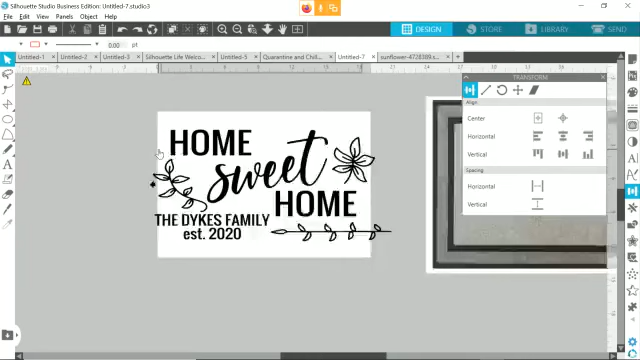 Silhouette Studio Business Edition: Untitled-7.studio3
File Edit View Panels Object Help
DESIGN
STORE
LIBRARY
SEND
0.00 pt
Untitled-1
Untitled-2
Untitled-3
Silhouette Life Welco...
Untitled-5
Quarantine and Chill...
Untitled-7
sunflower-4728389.s...
TRANSFORM
Align
Center
Horizontal
Vertical
Spacing
Horizontal
Vertical
HOME
sweet
HOME
THE DYKES FAMILY
est. 2020